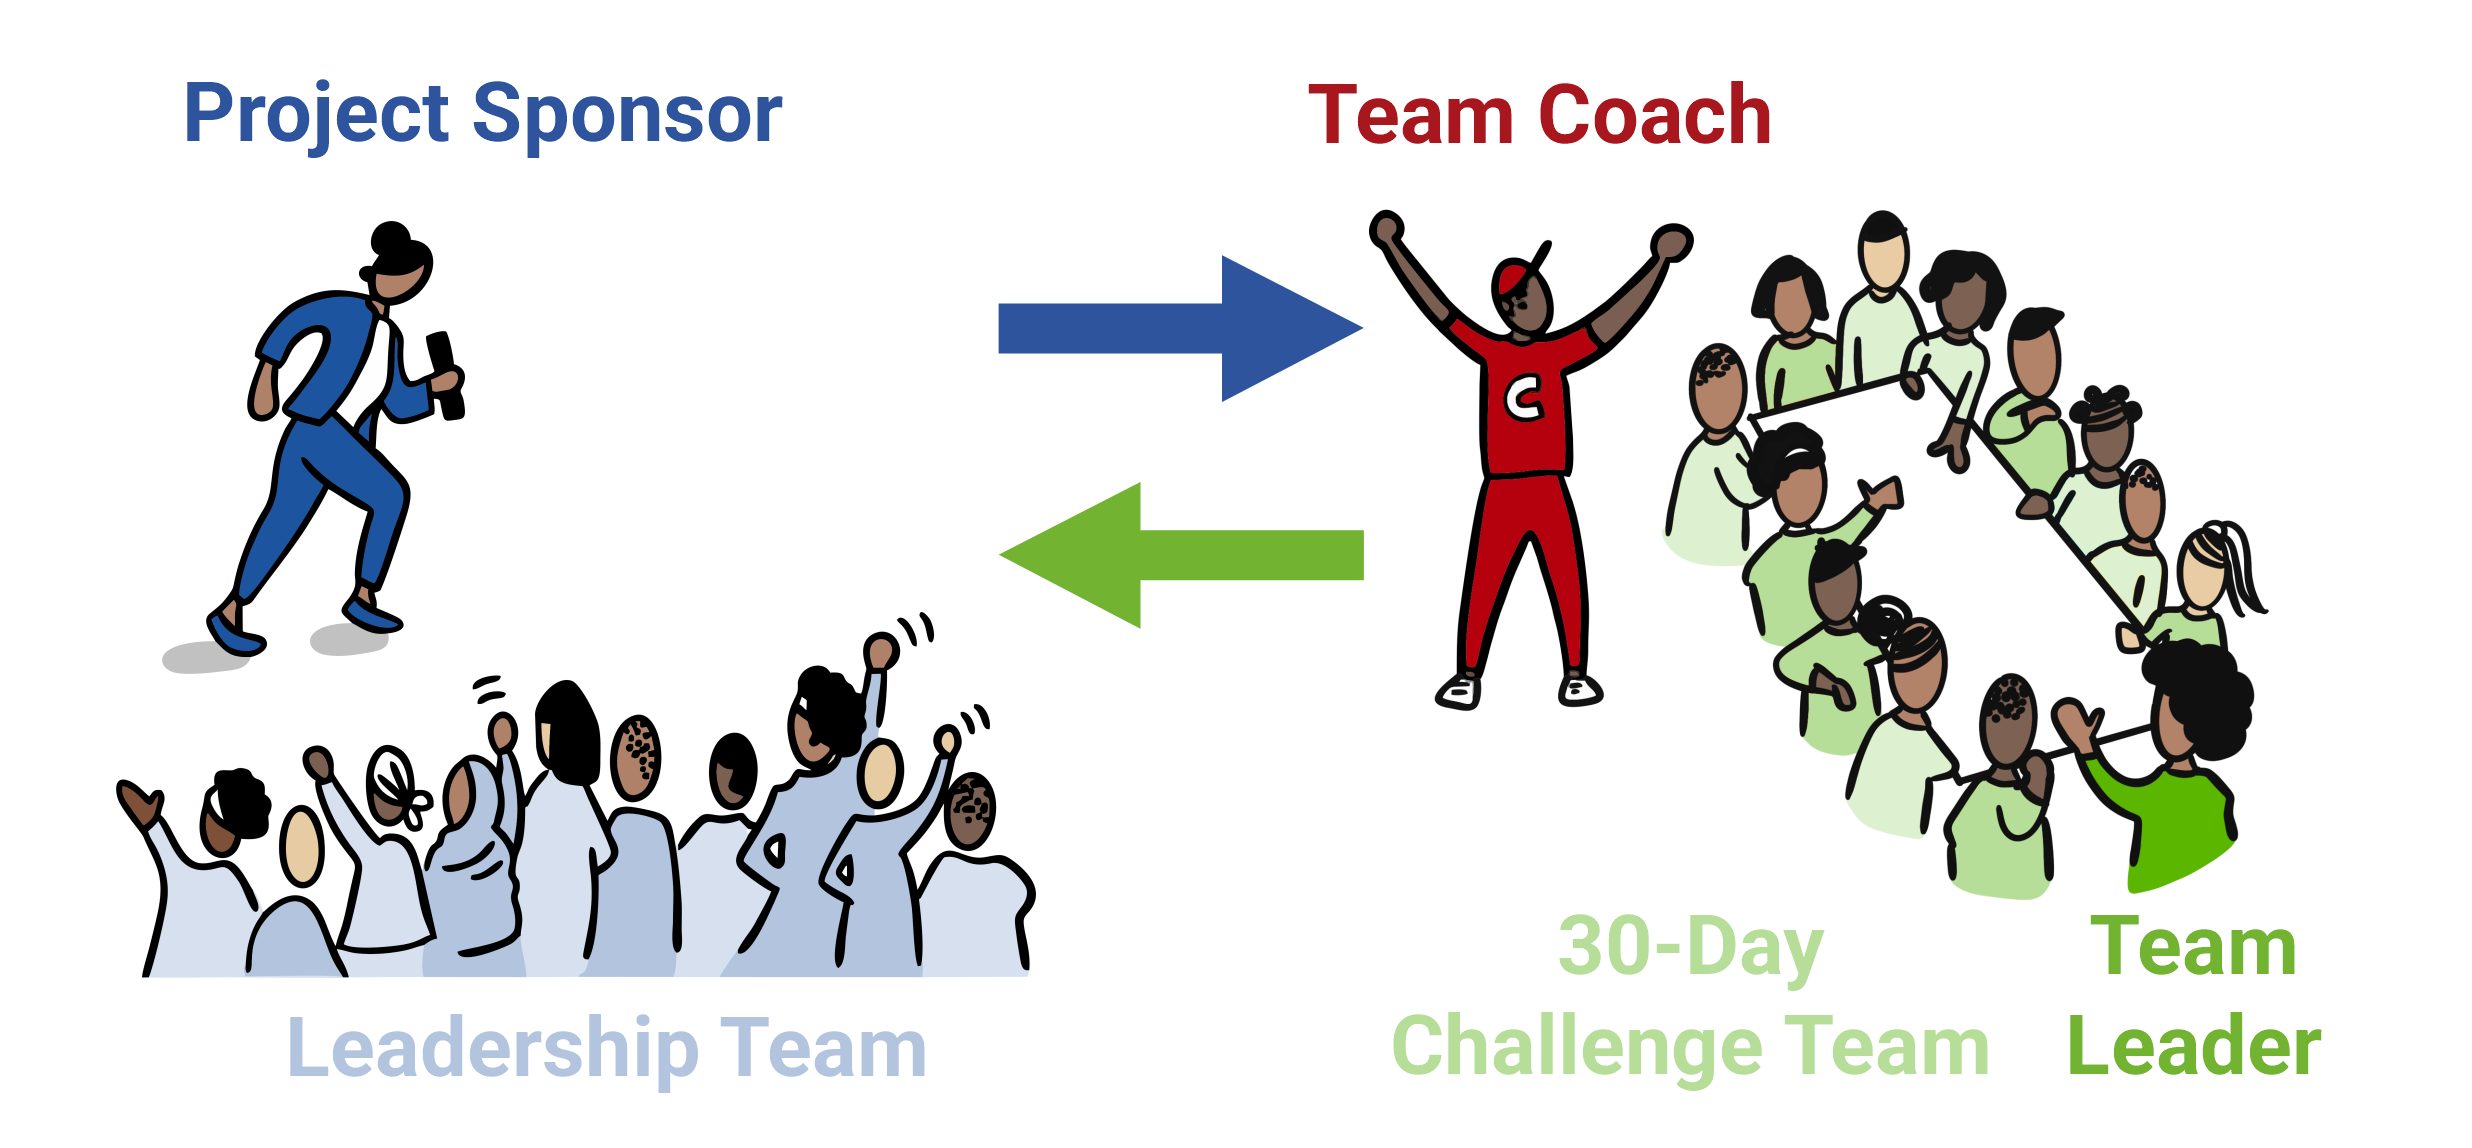 Project Sponsor
Team Coach
C
Leadership Team
30-Day
Challenge Team
Team
Leader